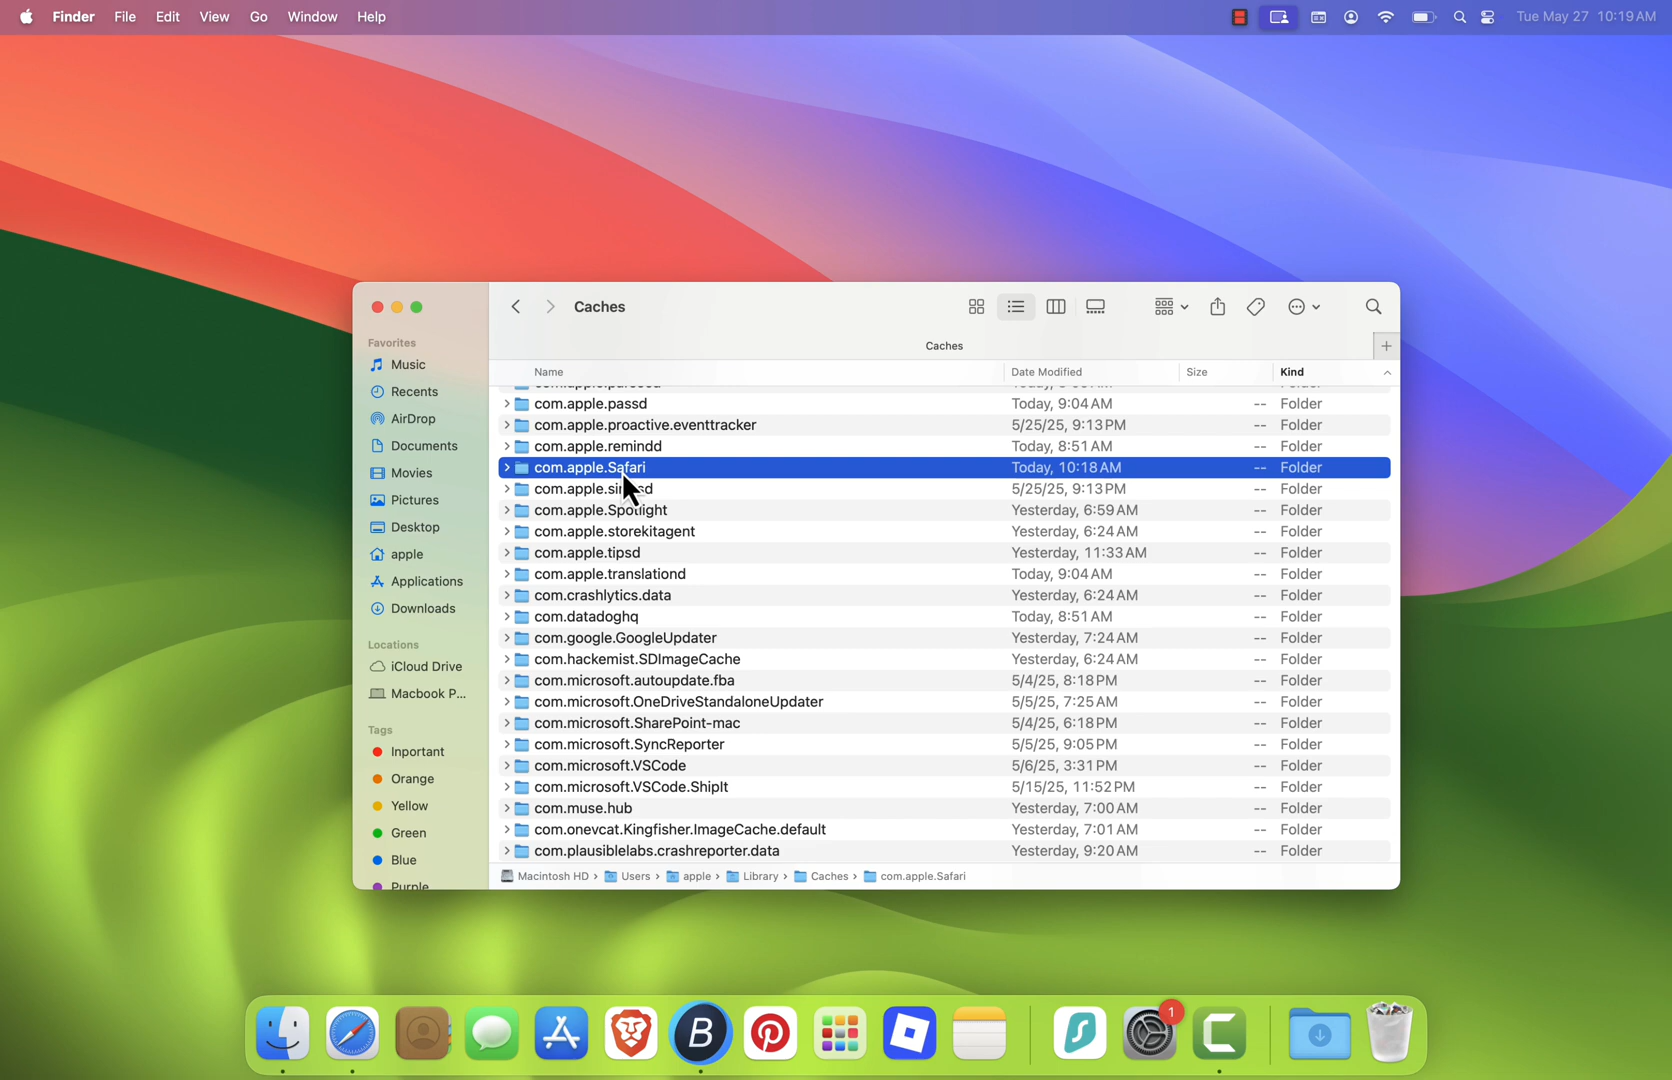 Finder File Edit View Go Window Help Tue May 27 10:19 AM
Caches
Caches
Favorites
Music
Recents
AirDrop
Documents
Movies
Pictures
Desktop
apple
Applications
Downloads
Locations
iCloud Drive
Macbook P...
Tags
Inportant
Orange
Yellow
Green
Blue
Purple
Name Date Modified Size Kind
com.apple.passd Today, 9:04 AM -- Folder
com.apple.proactive.eventtracker 5/25/25, 9:13 PM -- Folder
com.apple.remindd Today, 8:51 AM -- Folder
com.apple.Safari Today, 10:18 AM -- Folder
5/25/25, 9:13 PM -- Folder
com.apple.Spotlight Yesterday, 6:59 AM -- Folder
com.apple.storekitagent Yesterday, 6:24 AM -- Folder
com.apple.tipsd Yesterday, 11:33 AM -- Folder
com.apple.translationd Today, 9:04 AM -- Folder
com.crashlytics.data Yesterday, 6:24 AM -- Folder
com.datadoghq Today, 8:51 AM -- Folder
com.google.GoogleUpdater Yesterday, 7:24 AM -- Folder
com.hackemist.SDImageCache Yesterday, 6:24 AM -- Folder
com.microsoft.autoupdate.fba 5/4/25, 8:18 PM -- Folder
com.microsoft.OneDriveStandaloneUpdater 5/5/25, 7:25 AM -- Folder
com.microsoft.SharePoint-mac 5/4/25, 6:18 PM -- Folder
com.microsoft.SyncReporter 5/5/25, 9:05 PM -- Folder
com.microsoft.VSCode 5/6/25, 3:31 PM -- Folder
com.microsoft.VSCode.ShipIt 5/15/25, 11:52 PM -- Folder
com.muse.hub Yesterday, 7:00 AM -- Folder
com.onevcat.Kingfisher.ImageCache.default Yesterday, 7:01 AM -- Folder
com.plausiblelabs.crashreporter.data Yesterday, 9:20 AM -- Folder
Macintosh HD › Users › apple › Library › Caches › com.apple.Safari
B
1